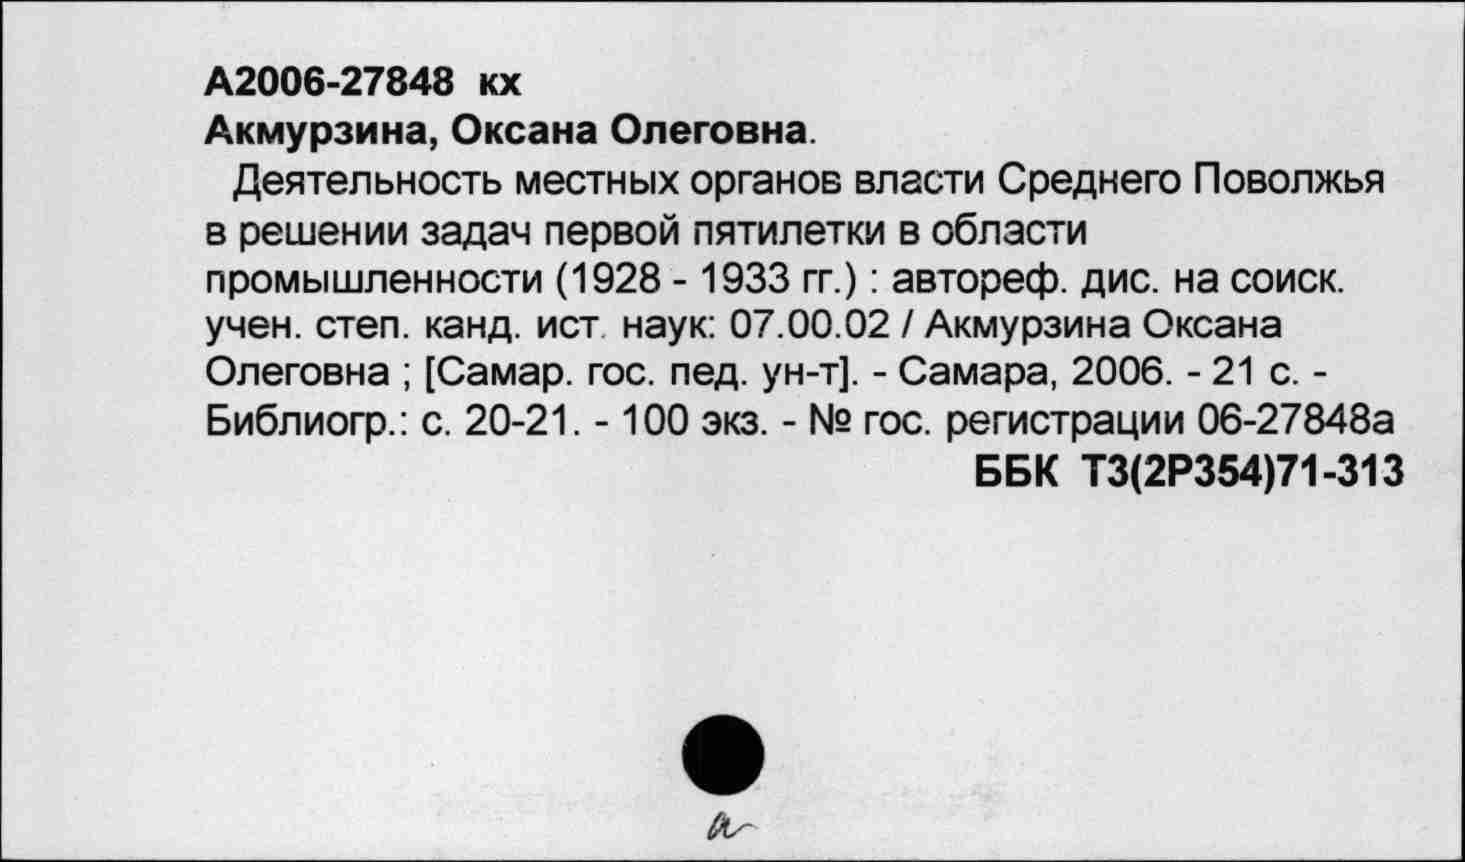 А2006-27848 кх
Акмурзина, Оксана Олеговна.
Деятельность местных органов власти Среднего Поволжья
в решении задач первой пятилетки в области
промышленности (1928 - 1933 гг.) : автореф. дис. на соиск.
учен. степ. канд. ист. наук: 07.00.02 / Акмурзина Оксана
Олеговна ; [Самар. гос. пед. ун-т]. - Самара, 2006. - 21 с. -
Библиогр.: с. 20-21. - 100 экз. - № гос. регистрации 06-27848а
ББК Т3(2Р354)71-313